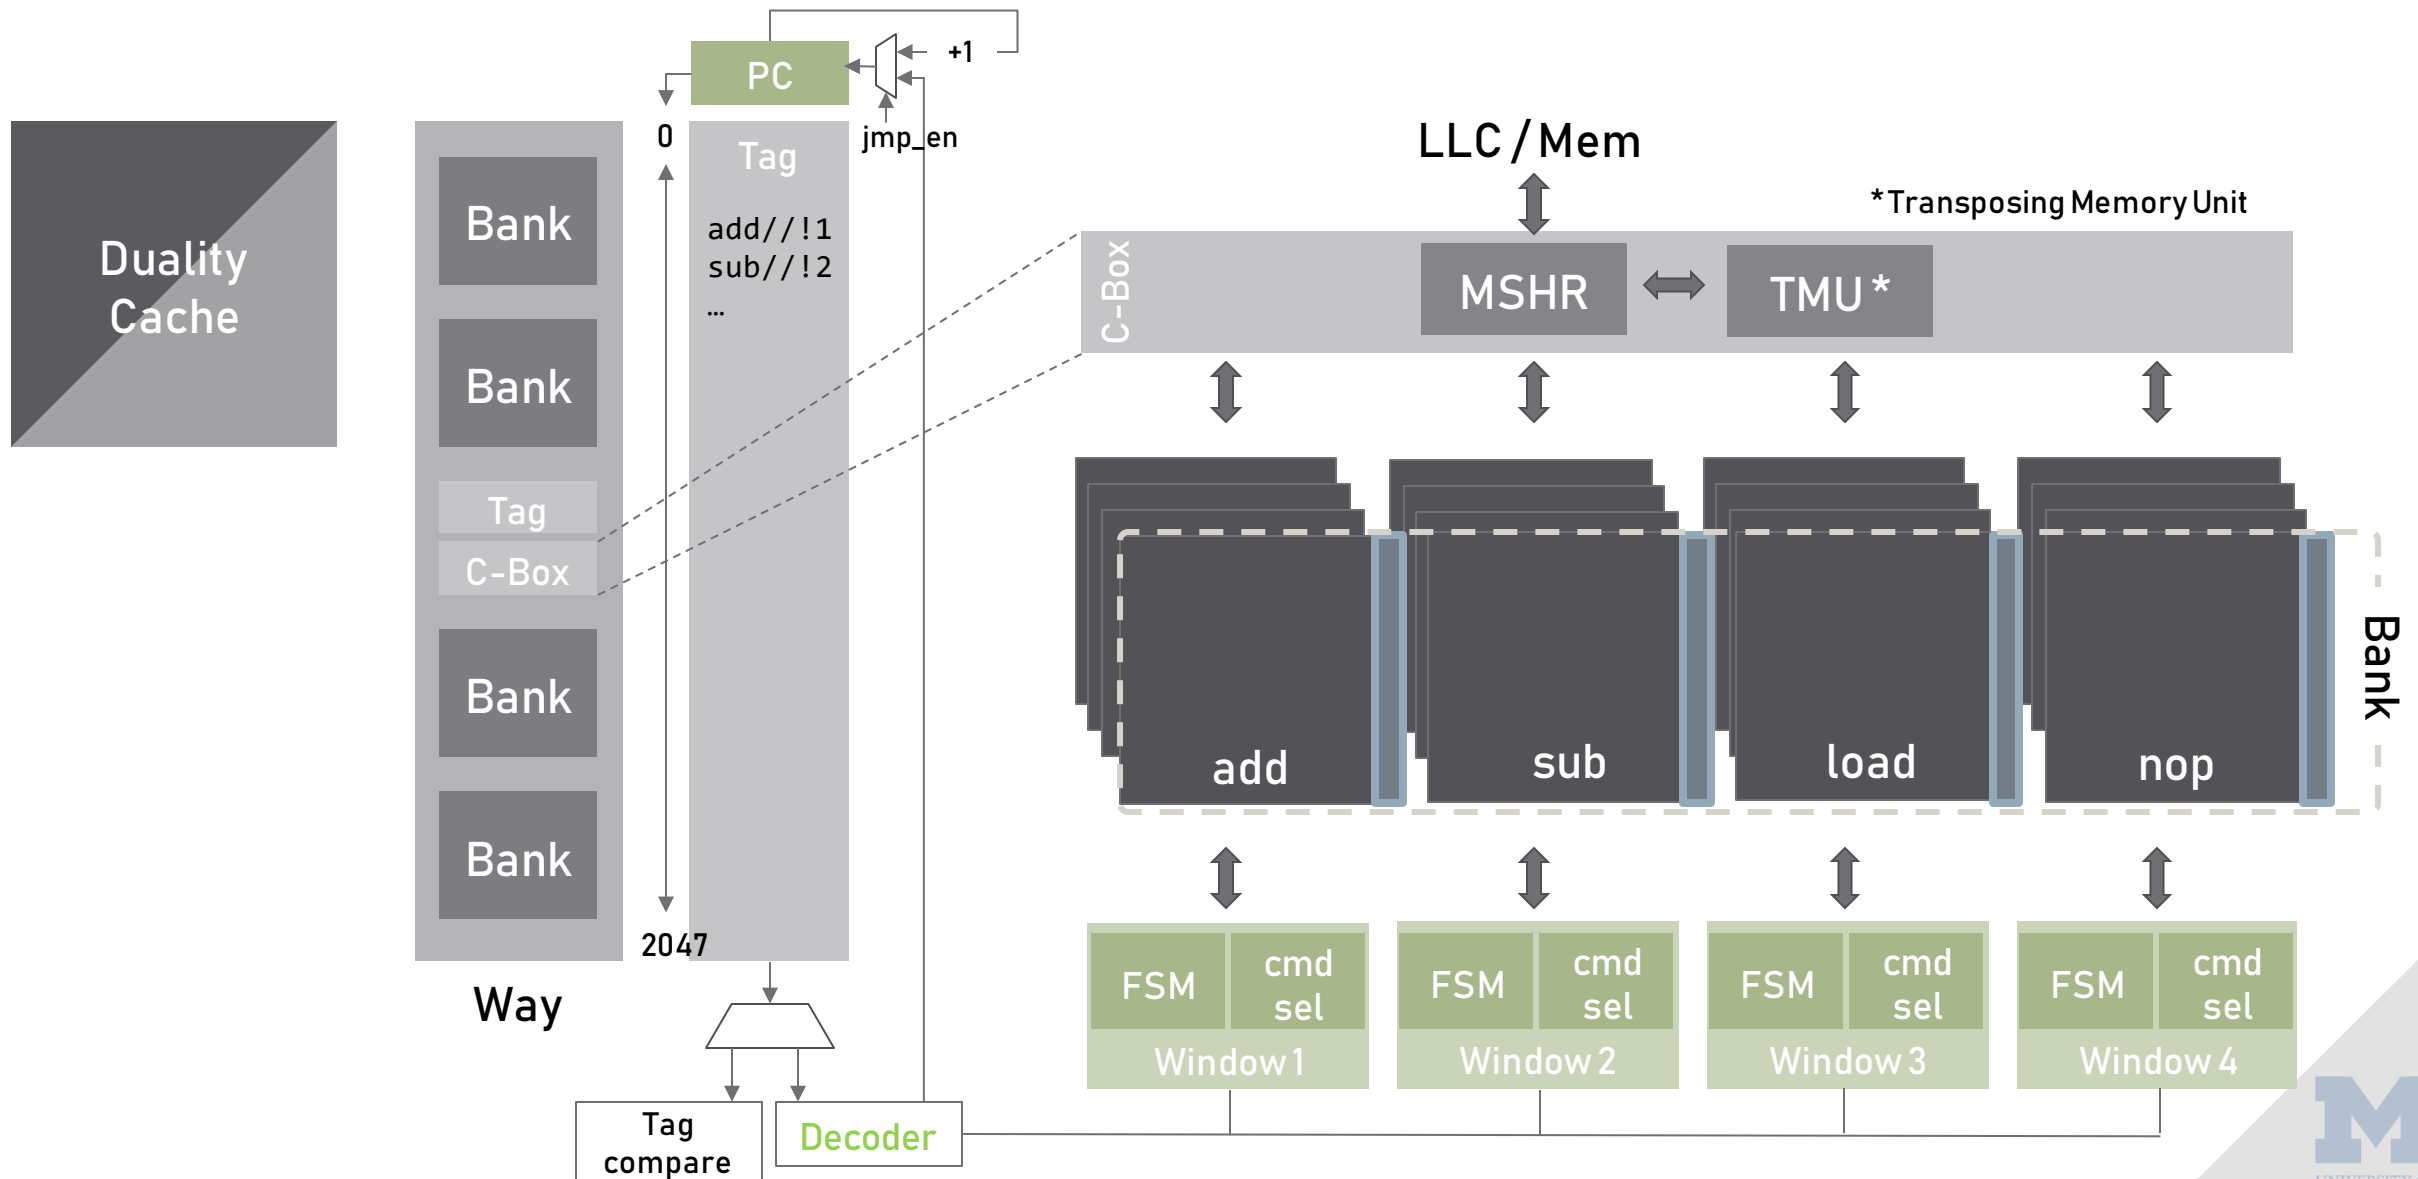 PC
+1
jmp_en
Duality
Cache
Bank
Bank
Tag
C-Box
Bank
Bank
Way
0
2047
Tag
add//!1
sub//!2
…
Tag
compare
Decoder
LLC / Mem
*Transposing Memory Unit
C-Box
MSHR
TMU*
add
sub
load
nop
Bank
FSM
cmd
sel
Window 1
FSM
cmd
sel
Window 2
FSM
cmd
sel
Window 3
FSM
cmd
sel
Window 4
M